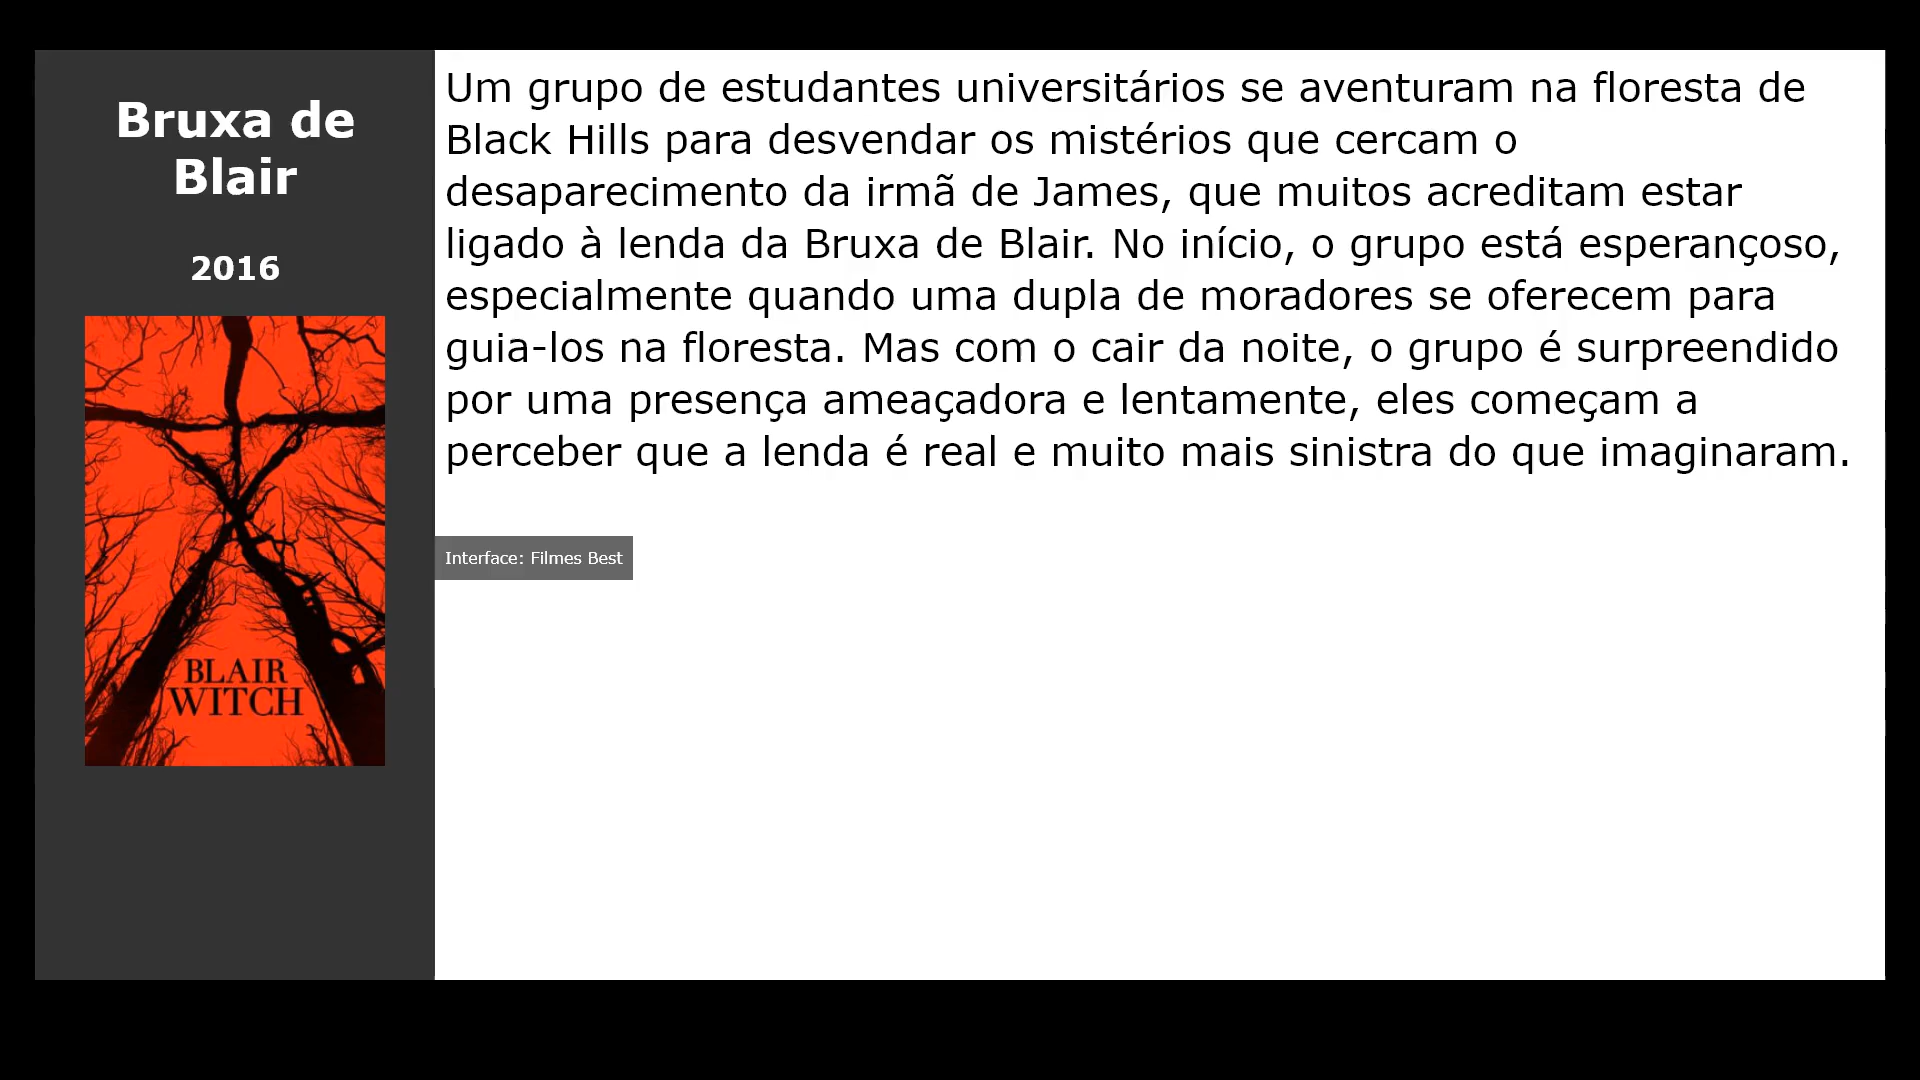 Bruxa de
Blair
2016
BLAIR
WITCH
Um grupo de estudantes universitários se aventuram na floresta de
Black Hills para desvendar os mistérios que cercam o
desaparecimento da irmã de James, que muitos acreditam estar
ligado à lenda da Bruxa de Blair. No início, o grupo está esperançoso,
especialmente quando uma dupla de moradores se oferecem para
guia-los na floresta. Mas com o cair da noite, o grupo é surpreendido
por uma presença ameaçadora e lentamente, eles começam a
perceber que a lenda é real e muito mais sinistra do que imaginaram.
Interface: Filmes Best